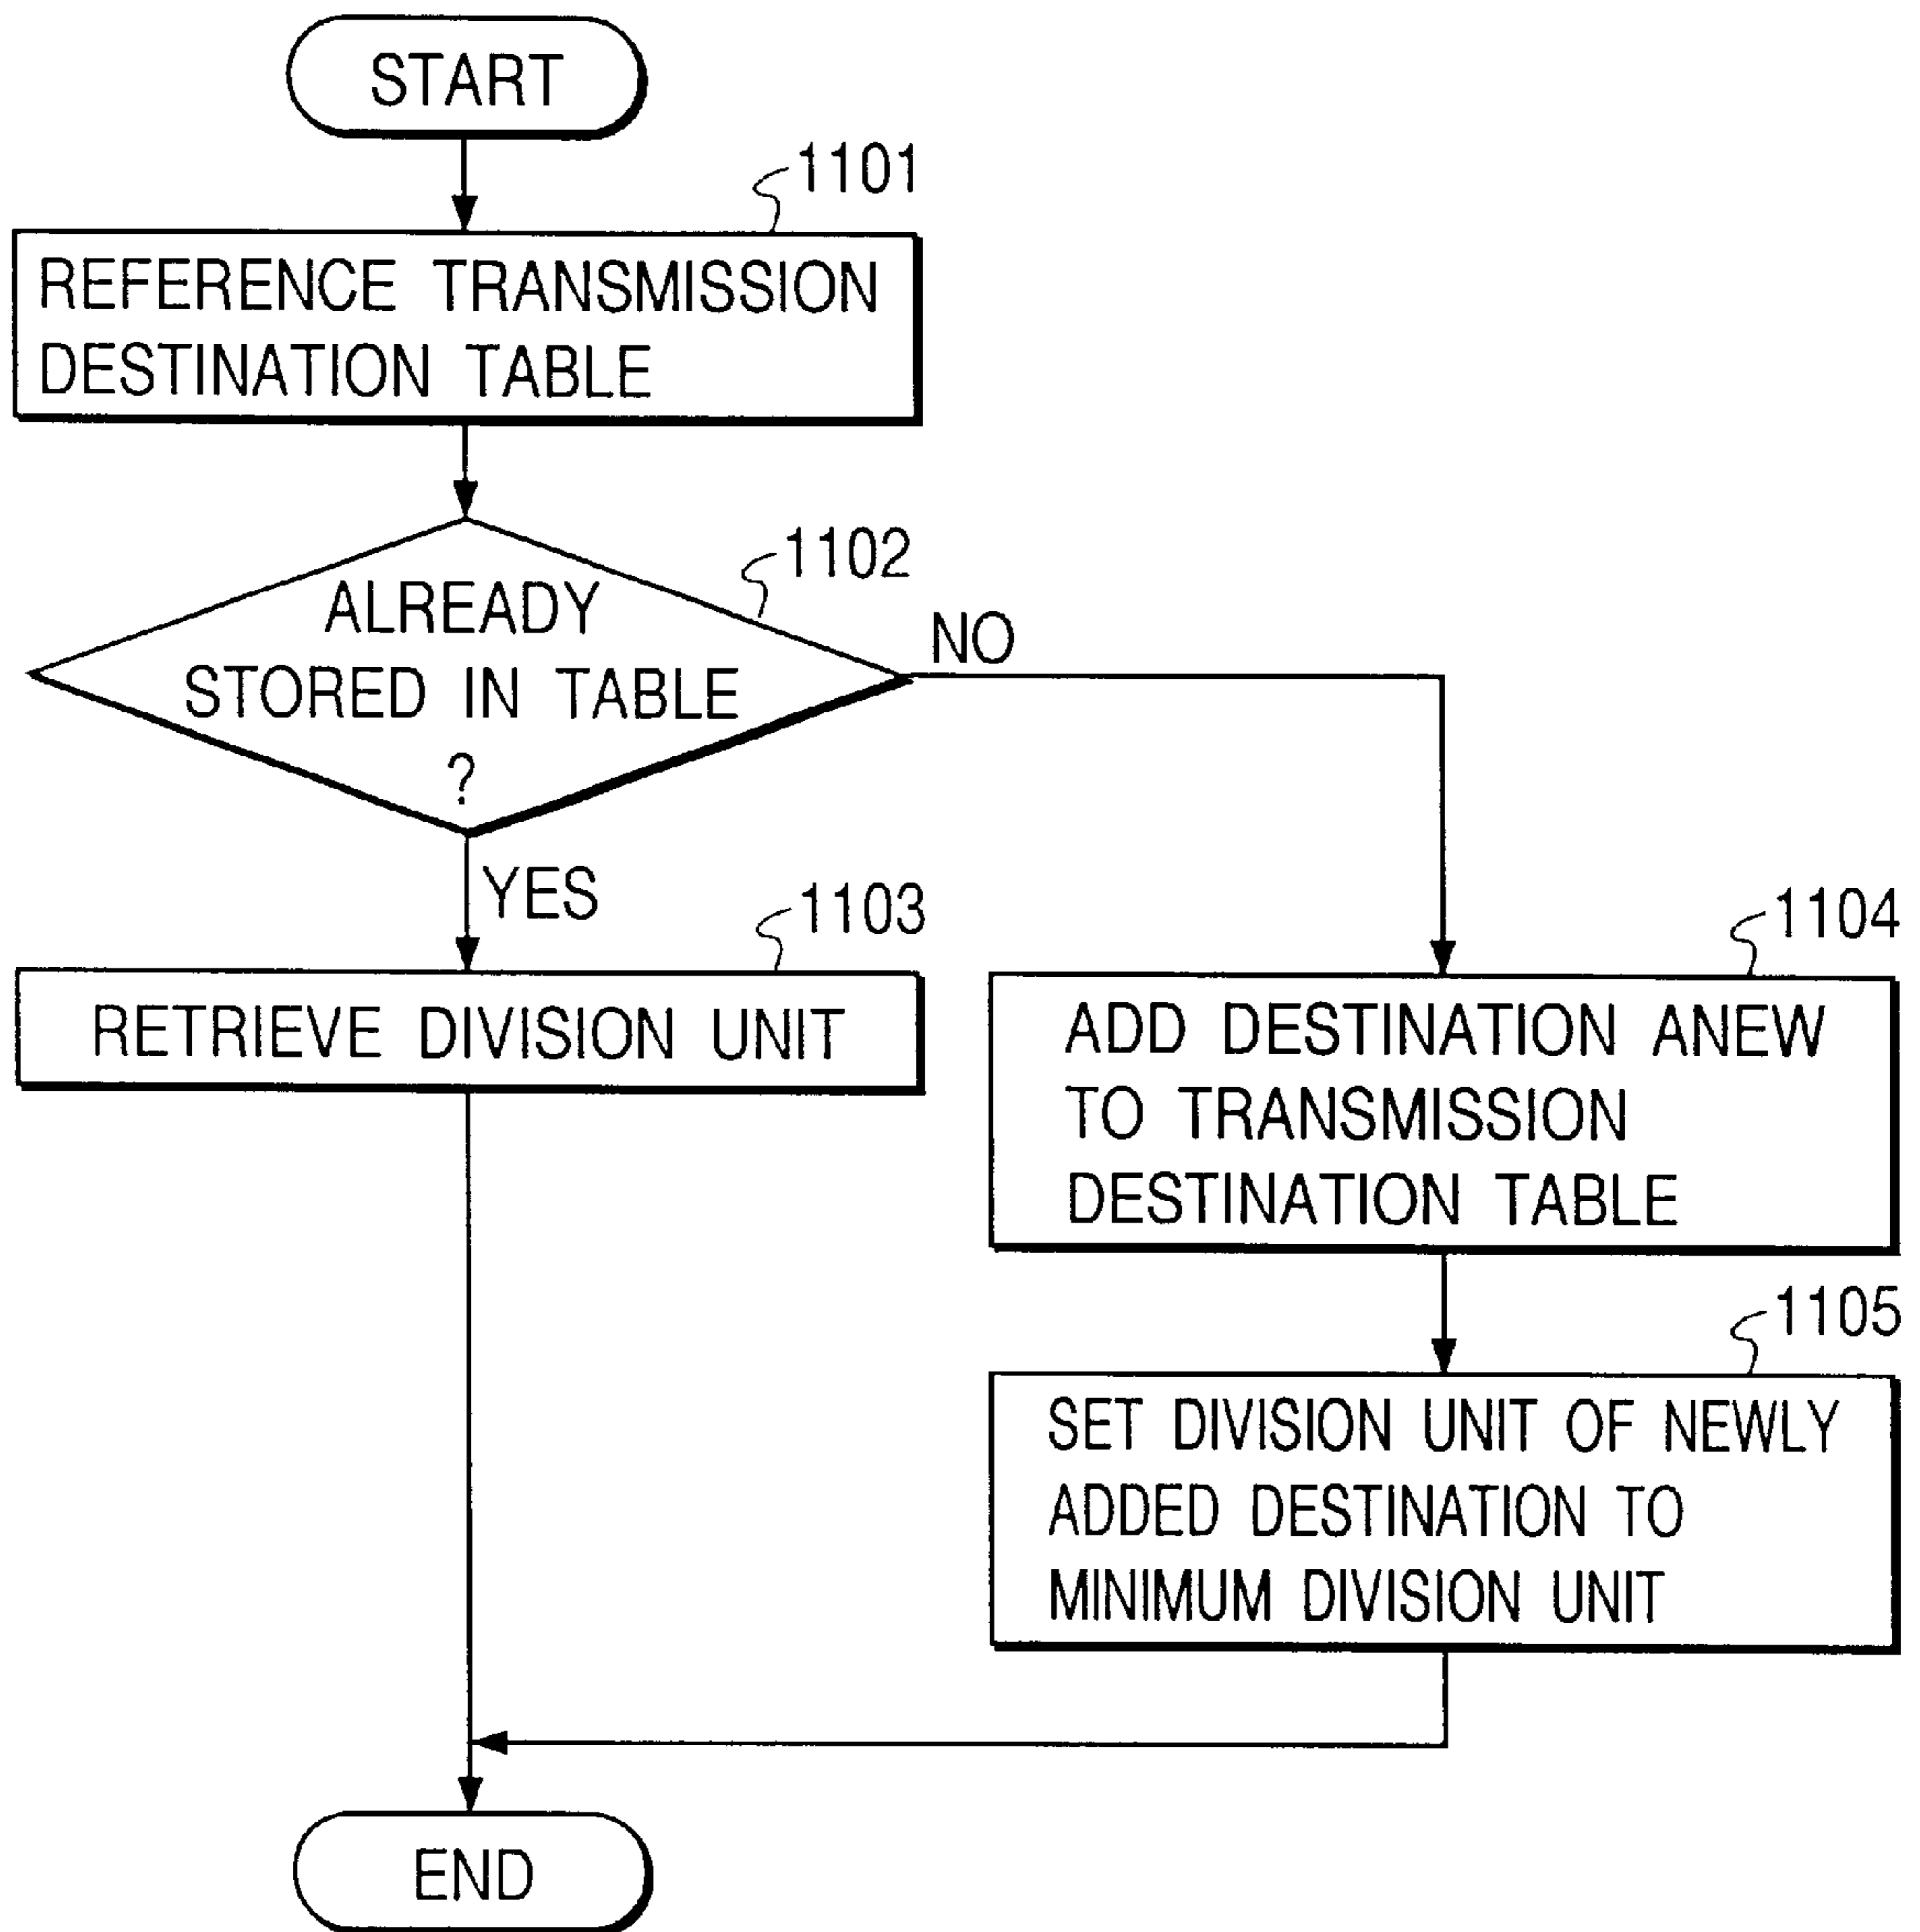 START
1101
REFERENCE TRANSMISSION
DESTINATION TABLE
1102
ALREADY
STORED IN TABLE
?
NO
YES
1103
RETRIEVE DIVISION UNIT
1104
ADD DESTINATION ANEW
TO TRANSMISSION
DESTINATION TABLE
1105
SET DIVISION UNIT OF NEWLY
ADDED DESTINATION TO
MINIMUM DIVISION UNIT
END